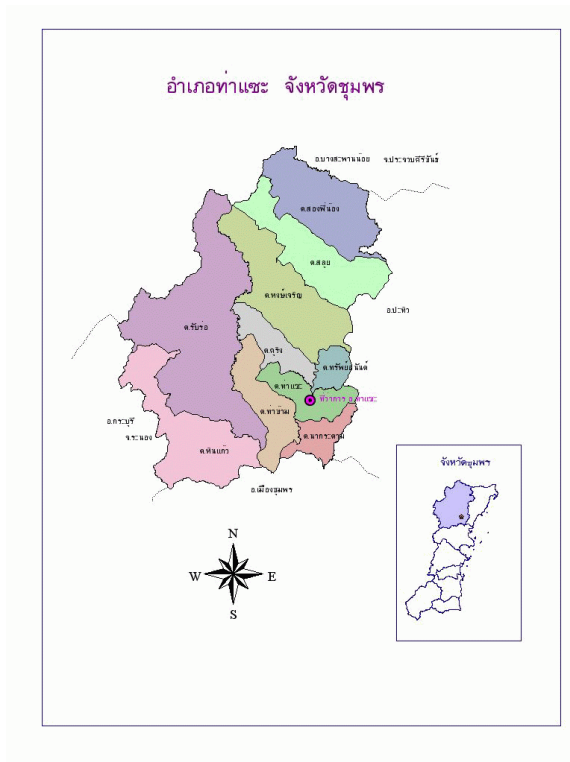 อำเภอท่าแซะ จังหวัดชุมพร
อ.บางสะพานน้อย จ.ประจวบคีรีขันธ์
ต.สองพี่น้อง
ต.สลุย
ต.หงษ์เจริญ
อ.ปะทิว
ต.รับร่อ
ต.คุริง
ต.ทรัพย์อนันต์
ต.ท่าแซะ
ที่ว่าการ อ.ท่าแซะ
ต.ท่าข้าม
อ.กระบุรี
จ.ระนอง
ต.นากระตาม
ต.หินแก้ว
จังหวัดชุมพร
อ.เมืองชุมพร
N
W E
S